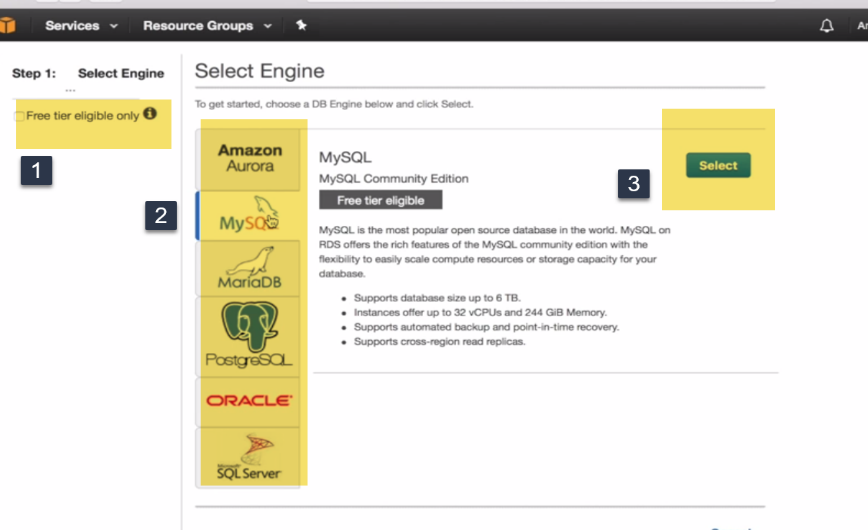 Services
Resource Groups
Step 1: Select Engine
...
Free tier eligible only
1
2
3
Select Engine
To get started, choose a DB Engine below and click Select.
Amazon
Aurora
MySQL
MariaDB
PostgreSQL
ORACLE
Microsoft
SQL Server
MySQL
MySQL Community Edition
Free tier eligible
MySQL is the most popular open source database in the world. MySQL on
RDS offers the rich features of the MySQL community edition with the
flexibility to easily scale compute resources or storage capacity for your
database.
Supports database size up to 6 TB.
Instances offer up to 32 vCPUs and 244 GiB Memory.
Supports automated backup and point-in-time recovery.
Supports cross-region read replicas.
Select